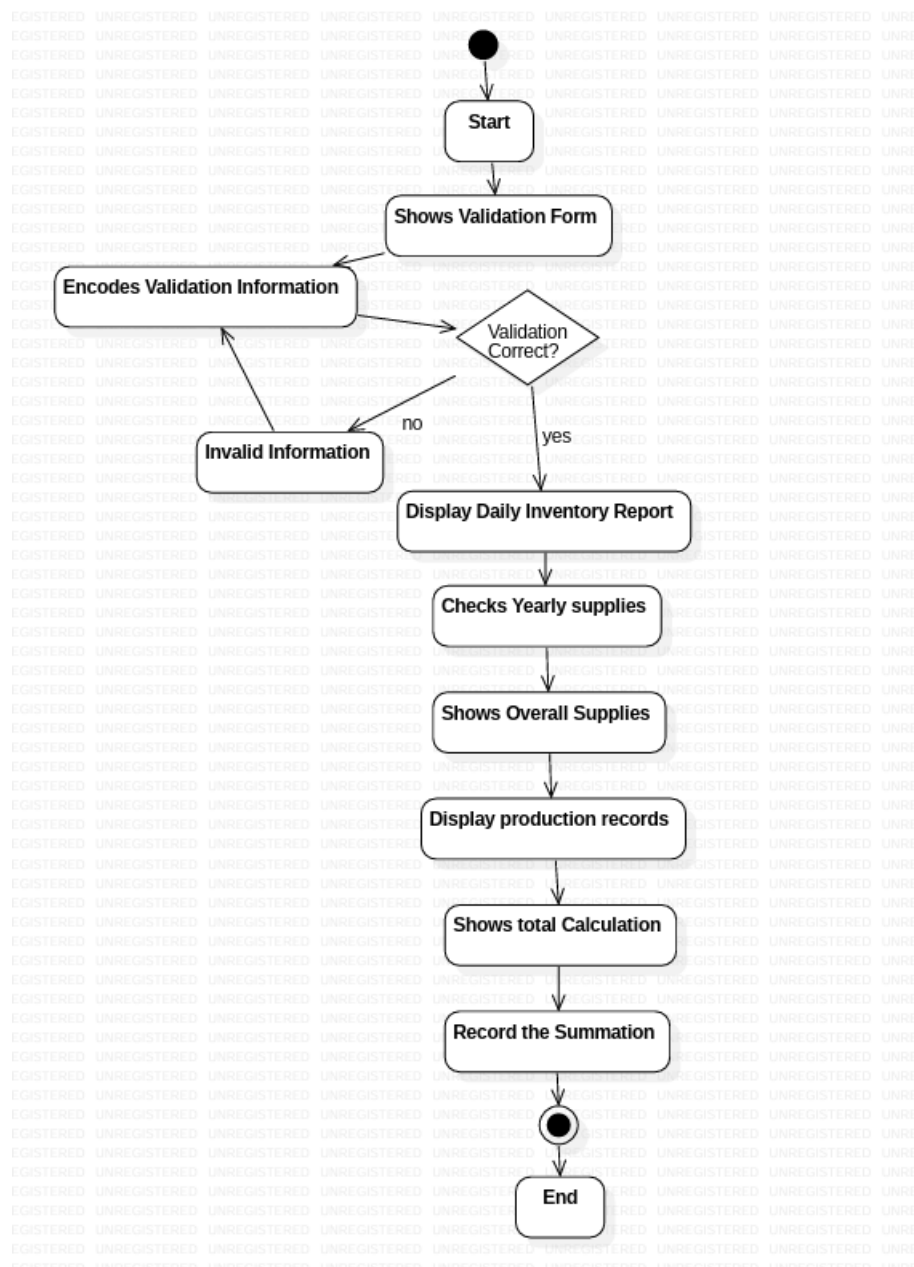 Start
Shows Validation Form
Encodes Validation Information
Validation
Correct?
no
yes
Invalid Information
Display Daily Inventory Report
Checks Yearly supplies
Shows Overall Supplies
Display production records
Shows total Calculation
Record the Summation
End